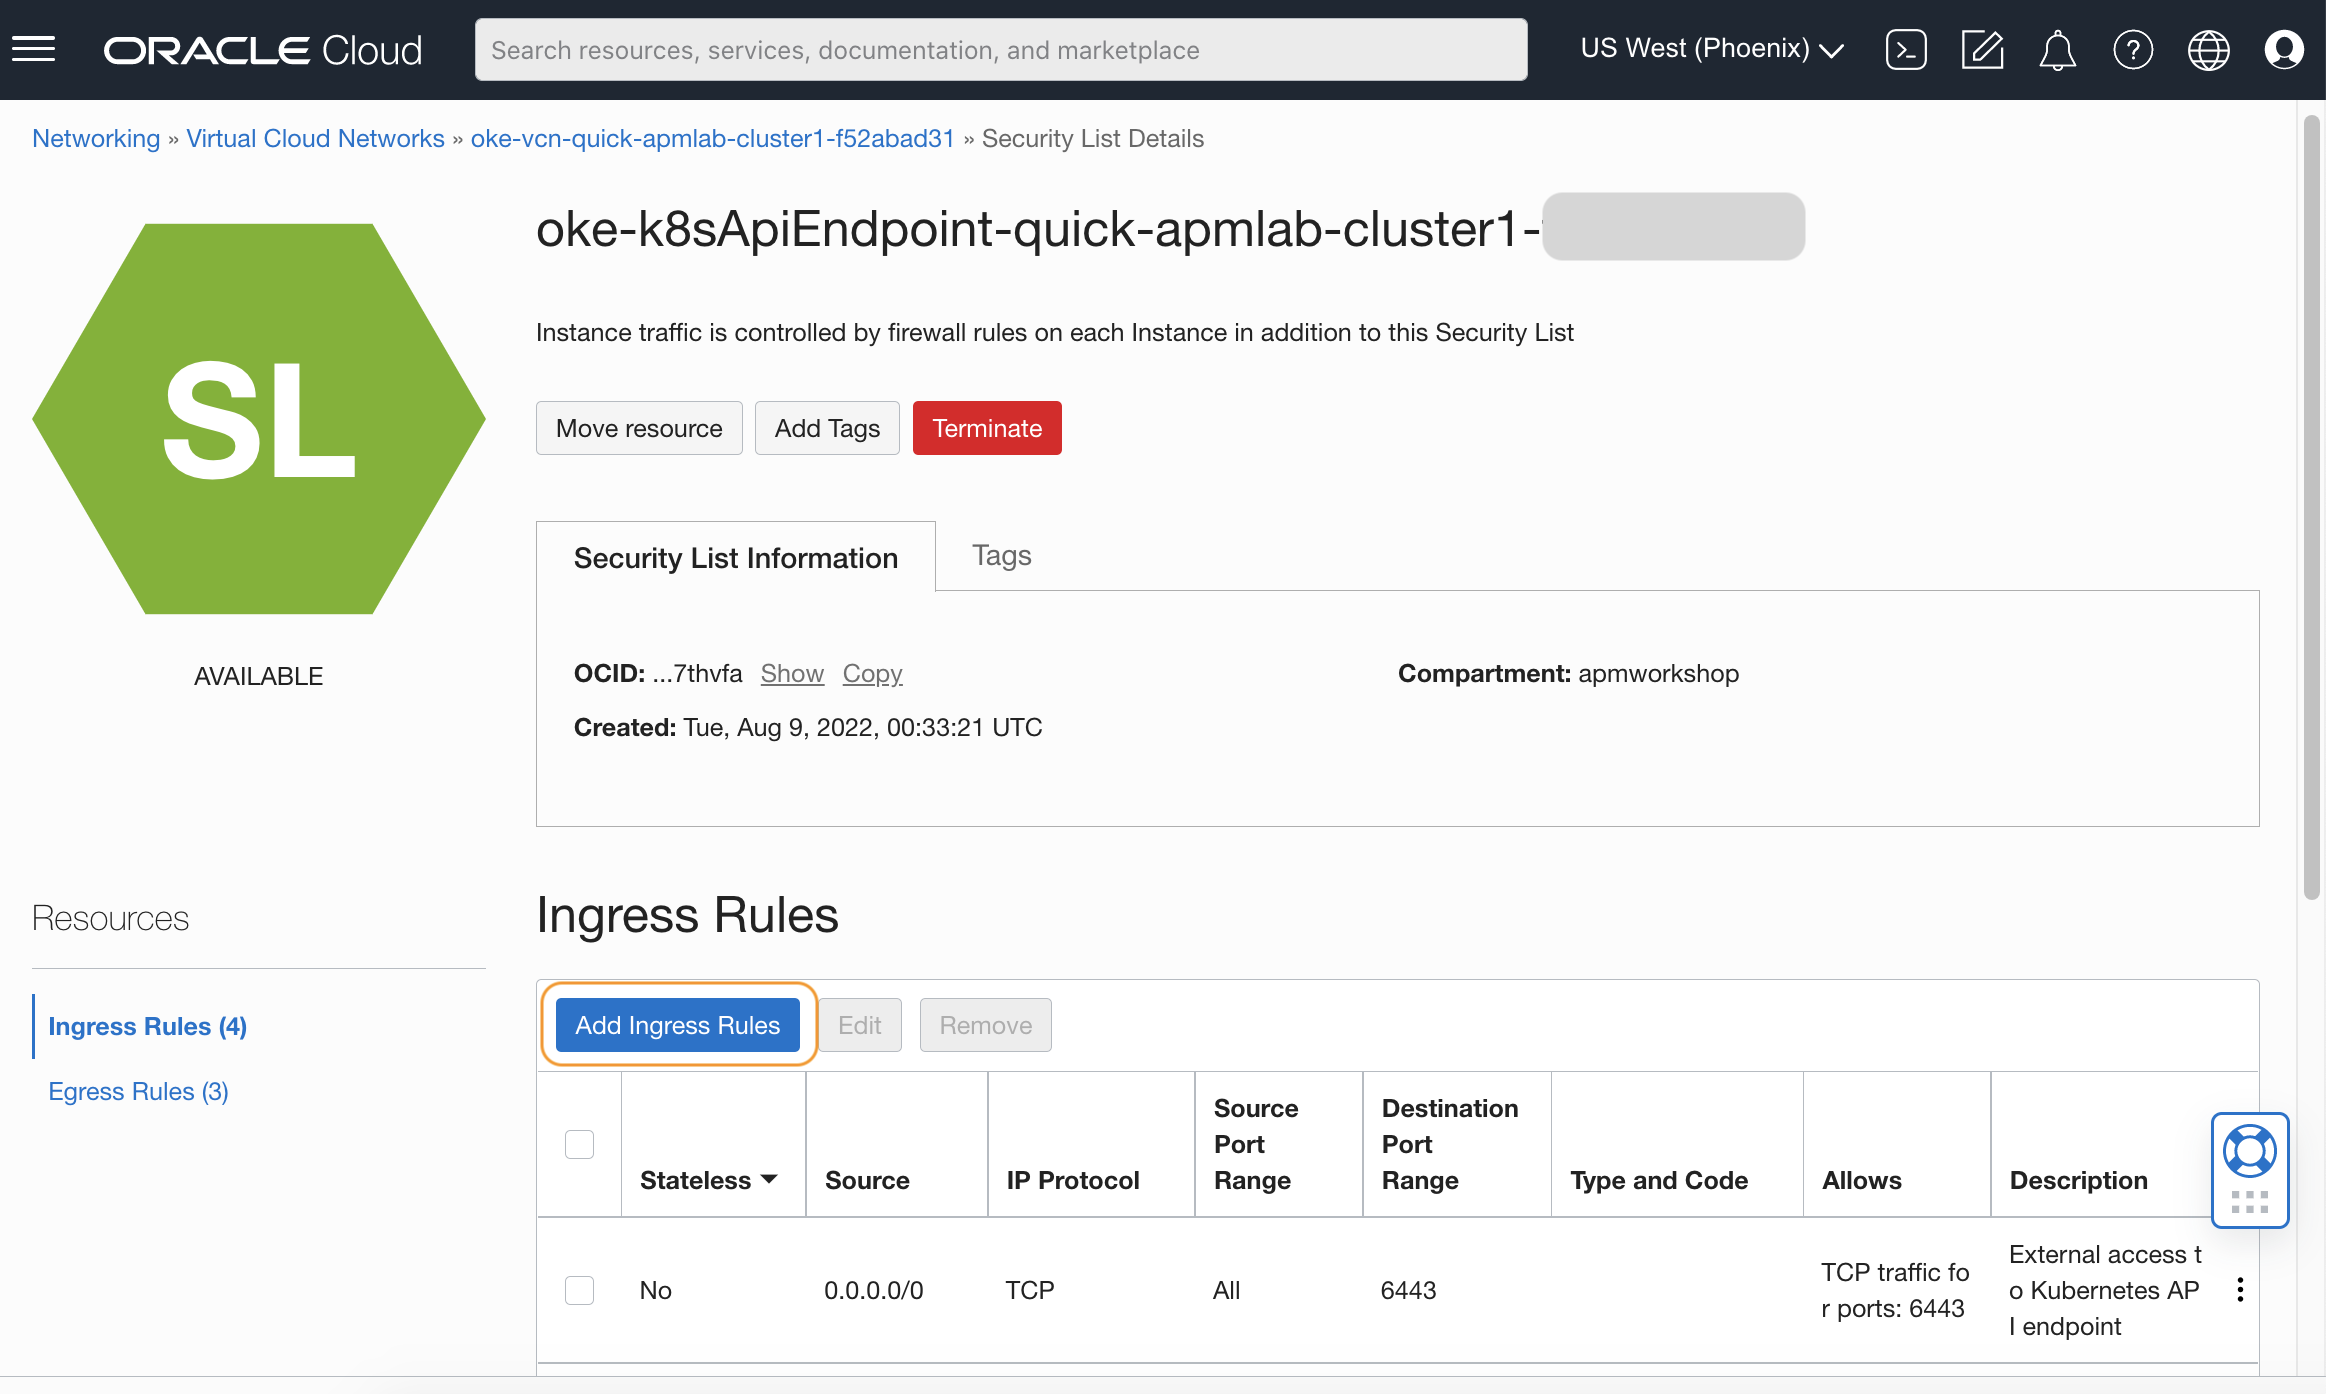 ORACLE Cloud
Search resources, services, documentation, and marketplace
US West (Phoenix)
Networking » Virtual Cloud Networks » oke-vcn-quick-apmlab-cluster1-f52abad31 » Security List Details
oke-k8sApiEndpoint-quick-apmlab-cluster1-
Instance traffic is controlled by firewall rules on each Instance in addition to this Security List
SL
AVAILABLE
Move resource
Add Tags
Terminate
Security List Information
Tags
OCID: ...7thvfa Show Copy
Compartment: apmworkshop
Created: Tue, Aug 9, 2022, 00:33:21 UTC
Resources
Ingress Rules (4)
Egress Rules (3)
Ingress Rules
Add Ingress Rules
Edit
Remove
Stateless
Source
IP Protocol
Source
Port
Range
Destination
Port
Range
Type and Code
Allows
Description
No
0.0.0.0/0
TCP
All
6443
TCP traffic fo
r ports: 6443
External access t
o Kubernetes AP
I endpoint